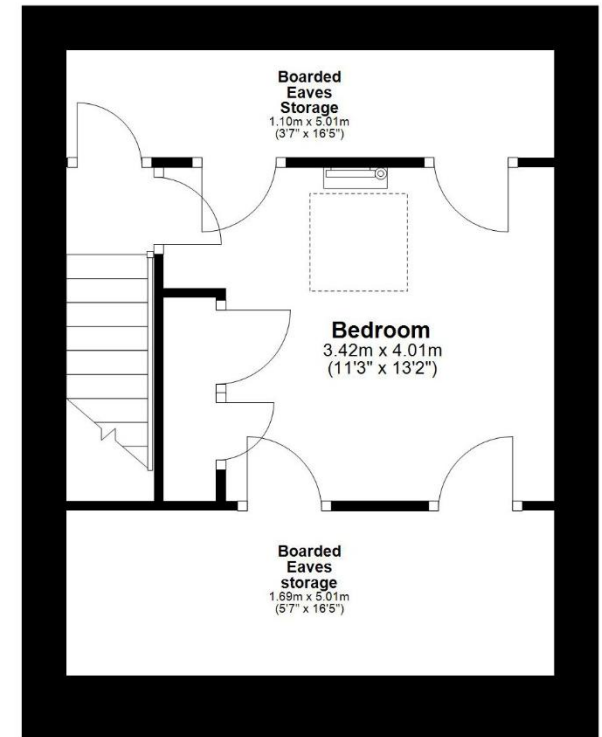 Boarded
Eaves
Storage
1.10m x 5.01m
(3'7" x 16'5")
Bedroom
3.42m x 4.01m
(11'3" x 13'2")
Boarded
Eaves
storage
1.69m x 5.01m
(5'7" x 16'5")